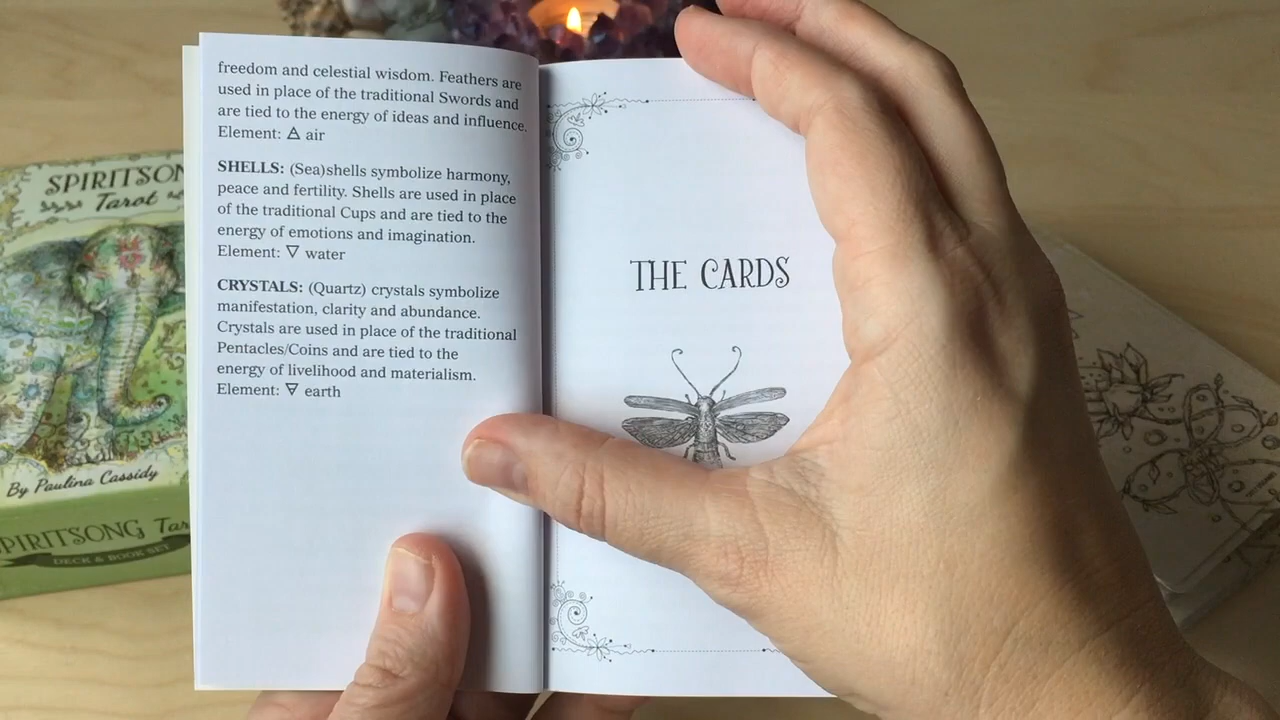 freedom and celestial wisdom. Feathers are
used in place of the traditional Swords and
are tied to the energy of ideas and influence.
Element: 🜁 air
SHELLS: (Sea)shells symbolize harmony,
peace and fertility. Shells are used in place
of the traditional Cups and are tied to the
energy of emotions and imagination.
Element: ▽ water
CRYSTALS: (Quartz) crystals symbolize
manifestation, clarity and abundance.
Crystals are used in place of the traditional
Pentacles/Coins and are tied to the
energy of livelihood and materialism.
Element: 🜃 earth
THE CARDS
SPIRITSON
Tarot
By Paulina Cassidy
PIRITSONG Tar
DECK & BOOK SET